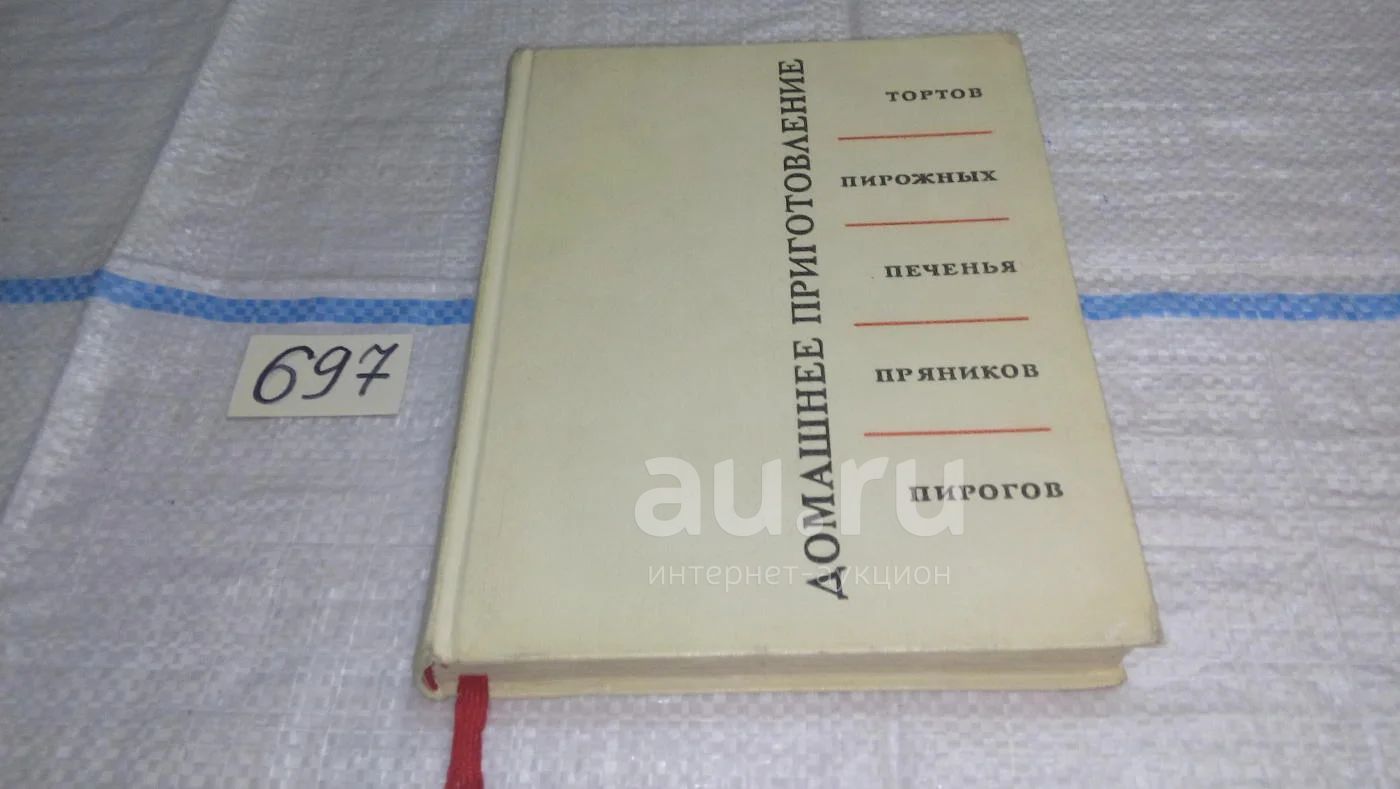 697
ДОМАШНЕЕ ПРИГОТОВЛЕНИЕ
ТОРТОВ
ПИРОЖНЫХ
ПЕЧЕНЬЯ
ПРЯНИКОВ
ПИРОГОВ
au.ru
интернет-аукцион